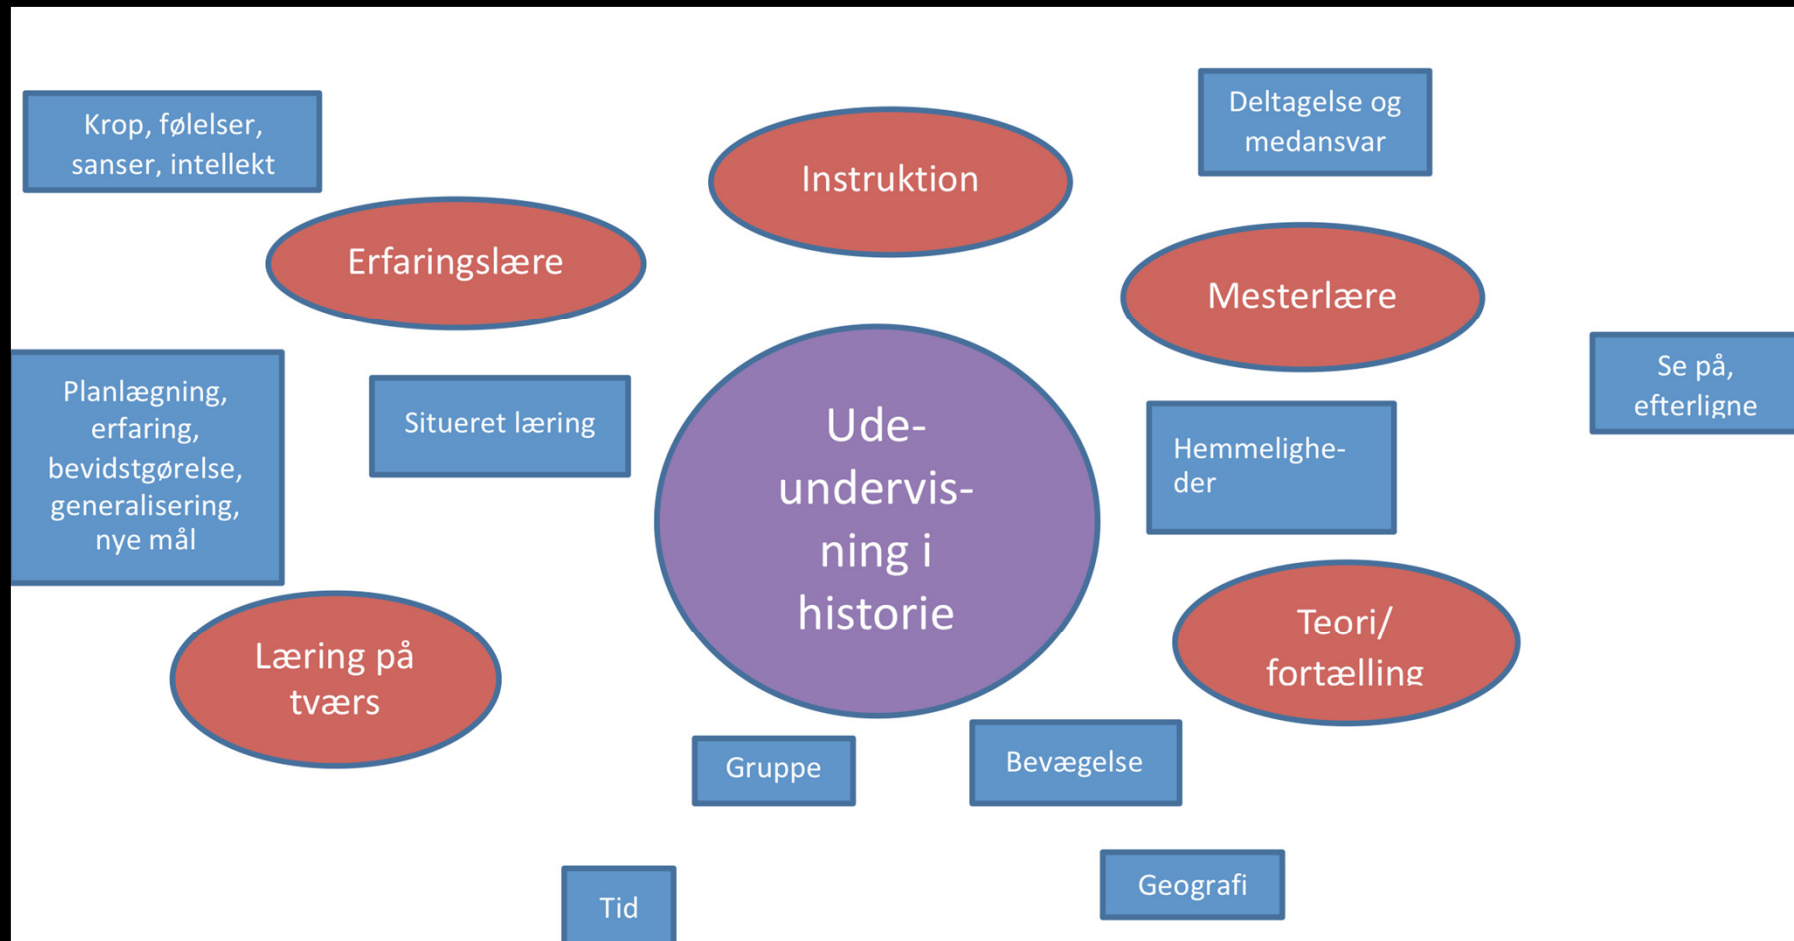 Krop, følelser,
sanser, intellekt
Instruktion
Deltagelse og
medansvar
Erfaringslære
Mesterlære
Planlægning,
erfaring,
bevidstgørelse,
generalisering,
nye mål
Situeret læring
Ude-
undervis-
ning i
historie
Hemmelighe-
der
Se på,
efterligne
Læring på
tværs
Teori/
fortælling
Gruppe
Bevægelse
Tid
Geografi